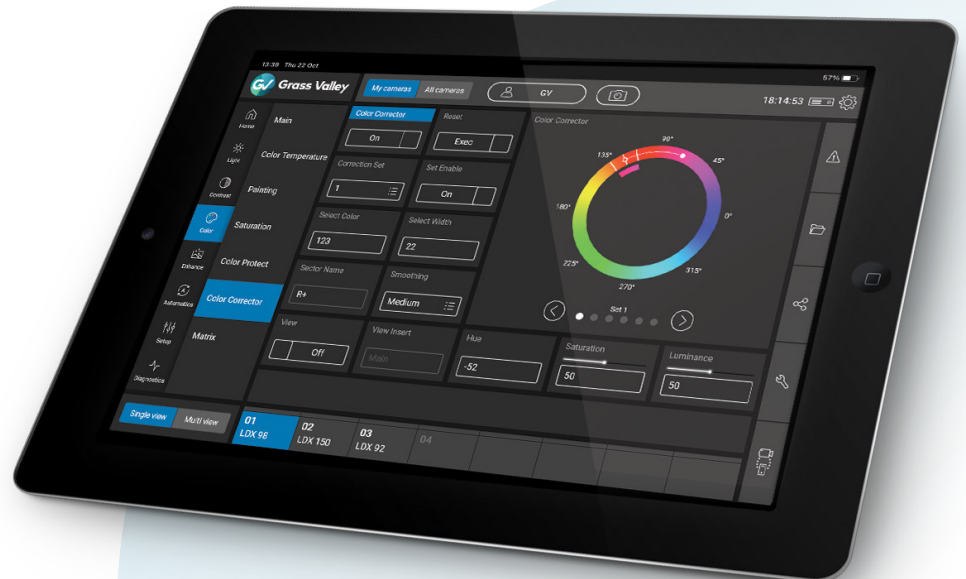 13:39 Thu 22 Oct
57%
GV Grass Valley
My cameras
All cameras
GV
18:14:53
Home
Light
Contrast
Color
Enhance
Automatics
Setup
Diagnostics
Main
Color Temperature
Painting
Saturation
Color Protect
Color Corrector
Matrix
Color Corrector
On
Reset
Exec
Correction Set
1
Set Enable
On
Select Color
123
Select Width
22
Sector Name
R+
Smoothing
Medium
View
Off
View Insert
Main
Hue
-52
Saturation
50
Luminance
50
Color Corrector
90°
45°
0°
315°
270°
225°
180°
135°
Set 1
Single view
Multi view
01
LDX 98
02
LDX 150
03
LDX 92
04